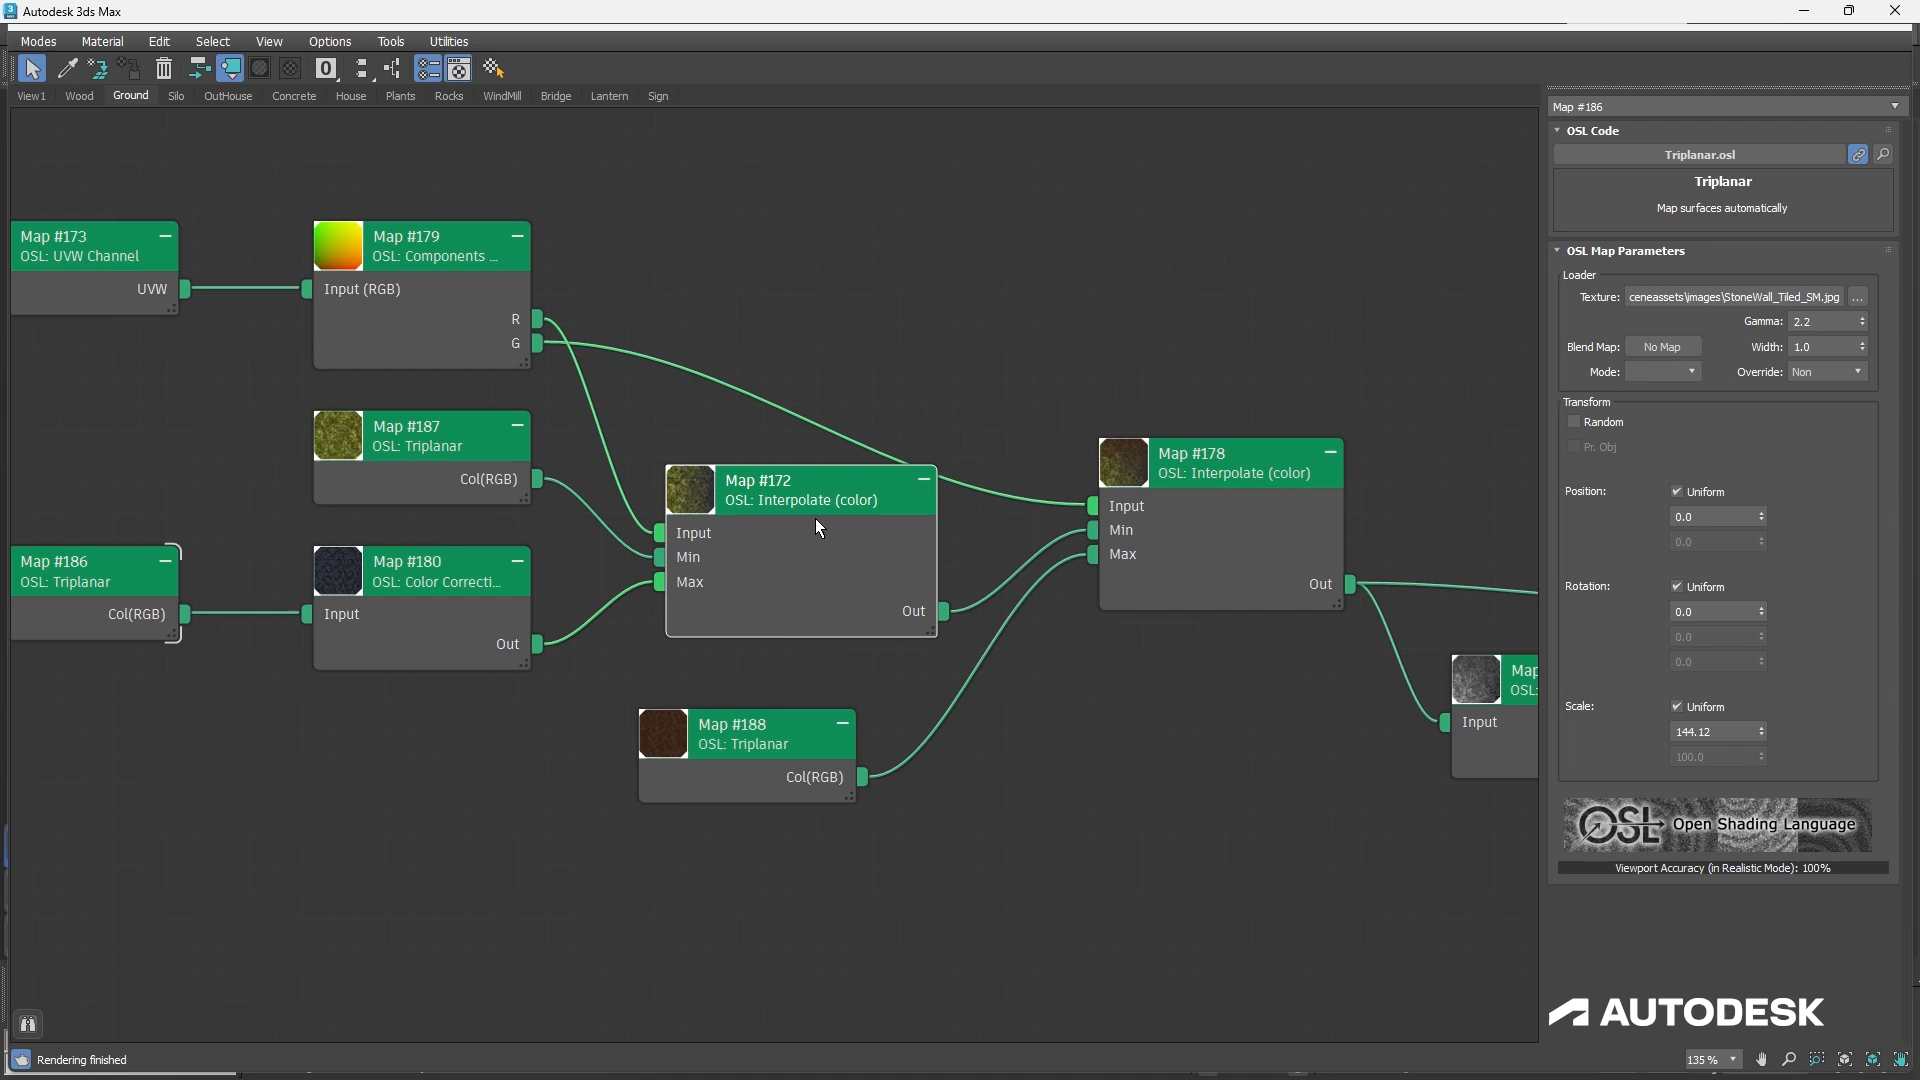 Autodesk 3ds Max
Modes Material Edit Select View Options Tools Utilities
View1 Wood Ground Silo OutHouse Concrete House Plants Rocks WindMill Bridge Lantern Sign
Map #173
OSL: UVW Channel
UVW
Map #179
OSL: Components ...
Input (RGB)
R
G
Map #187
OSL: Triplanar
Col(RGB)
Map #186
OSL: Triplanar
Col(RGB)
Map #180
OSL: Color Correcti...
Input
Out
Map #172
OSL: Interpolate (color)
Input
Min
Max
Out
Map #188
OSL: Triplanar
Col(RGB)
Map #178
OSL: Interpolate (color)
Input
Min
Max
Out
Map
OSL:
Input
Map #186
OSL Code
Triplanar.osl
Triplanar
Map surfaces automatically
OSL Map Parameters
Loader
Texture: ceneassets\images\StoneWall_Tiled_SM.jpg ...
Gamma: 2.2
Blend Map: No Map Width: 1.0
Mode: Override: Non
Transform
Random
Pr. Obj
Position: Uniform
0.0
0.0
Rotation: Uniform
0.0
0.0
0.0
Scale: Uniform
144.12
100.0
OSL Open Shading Language
Viewport Accuracy (in Realistic Mode): 100%
AUTODESK
Rendering finished
135 %